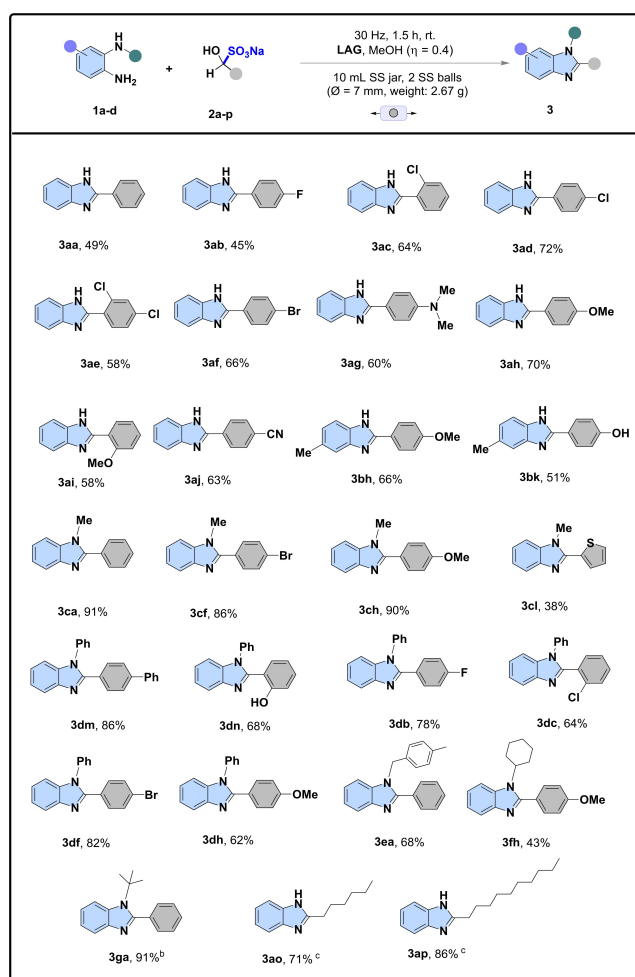 30 Hz, 1.5 h, rt.
LAG, MeOH (η = 0.4)
10 mL SS jar, 2 SS balls
(Ø = 7 mm, weight: 2.67 g)
H
N
NH2
1a-d
+
HO
SO3Na
H
2a-p
N
N
3
H
N
N
3aa, 49%
H
N
N
F
3ab, 45%
H
N
N
Cl
3ac, 64%
H
N
N
Cl
3ad, 72%
H
N
N
Cl
Cl
3ae, 58%
H
N
N
Br
3af, 66%
H
N
N
Me
N
Me
3ag, 60%
H
N
N
OMe
3ah, 70%
H
N
N
MeO
3ai, 58%
H
N
N
CN
3aj, 63%
H
N
N
Me
OMe
3bh, 66%
H
N
N
Me
OH
3bk, 51%
Me
N
N
3ca, 91%
Me
N
N
Br
3cf, 86%
Me
N
N
OMe
3ch, 90%
Me
N
N
S
3cl, 38%
Ph
N
N
Ph
3dm, 86%
Ph
N
N
HO
3dn, 68%
Ph
N
N
F
3db, 78%
Ph
N
N
Cl
3dc, 64%
Ph
N
N
Br
3df, 82%
Ph
N
N
OMe
3dh, 62%
N
N
3ea, 68%
N
N
OMe
3fh, 43%
N
N
3ga, 91%b
H
N
N
3ao, 71% c
H
N
N
3ap, 86% c